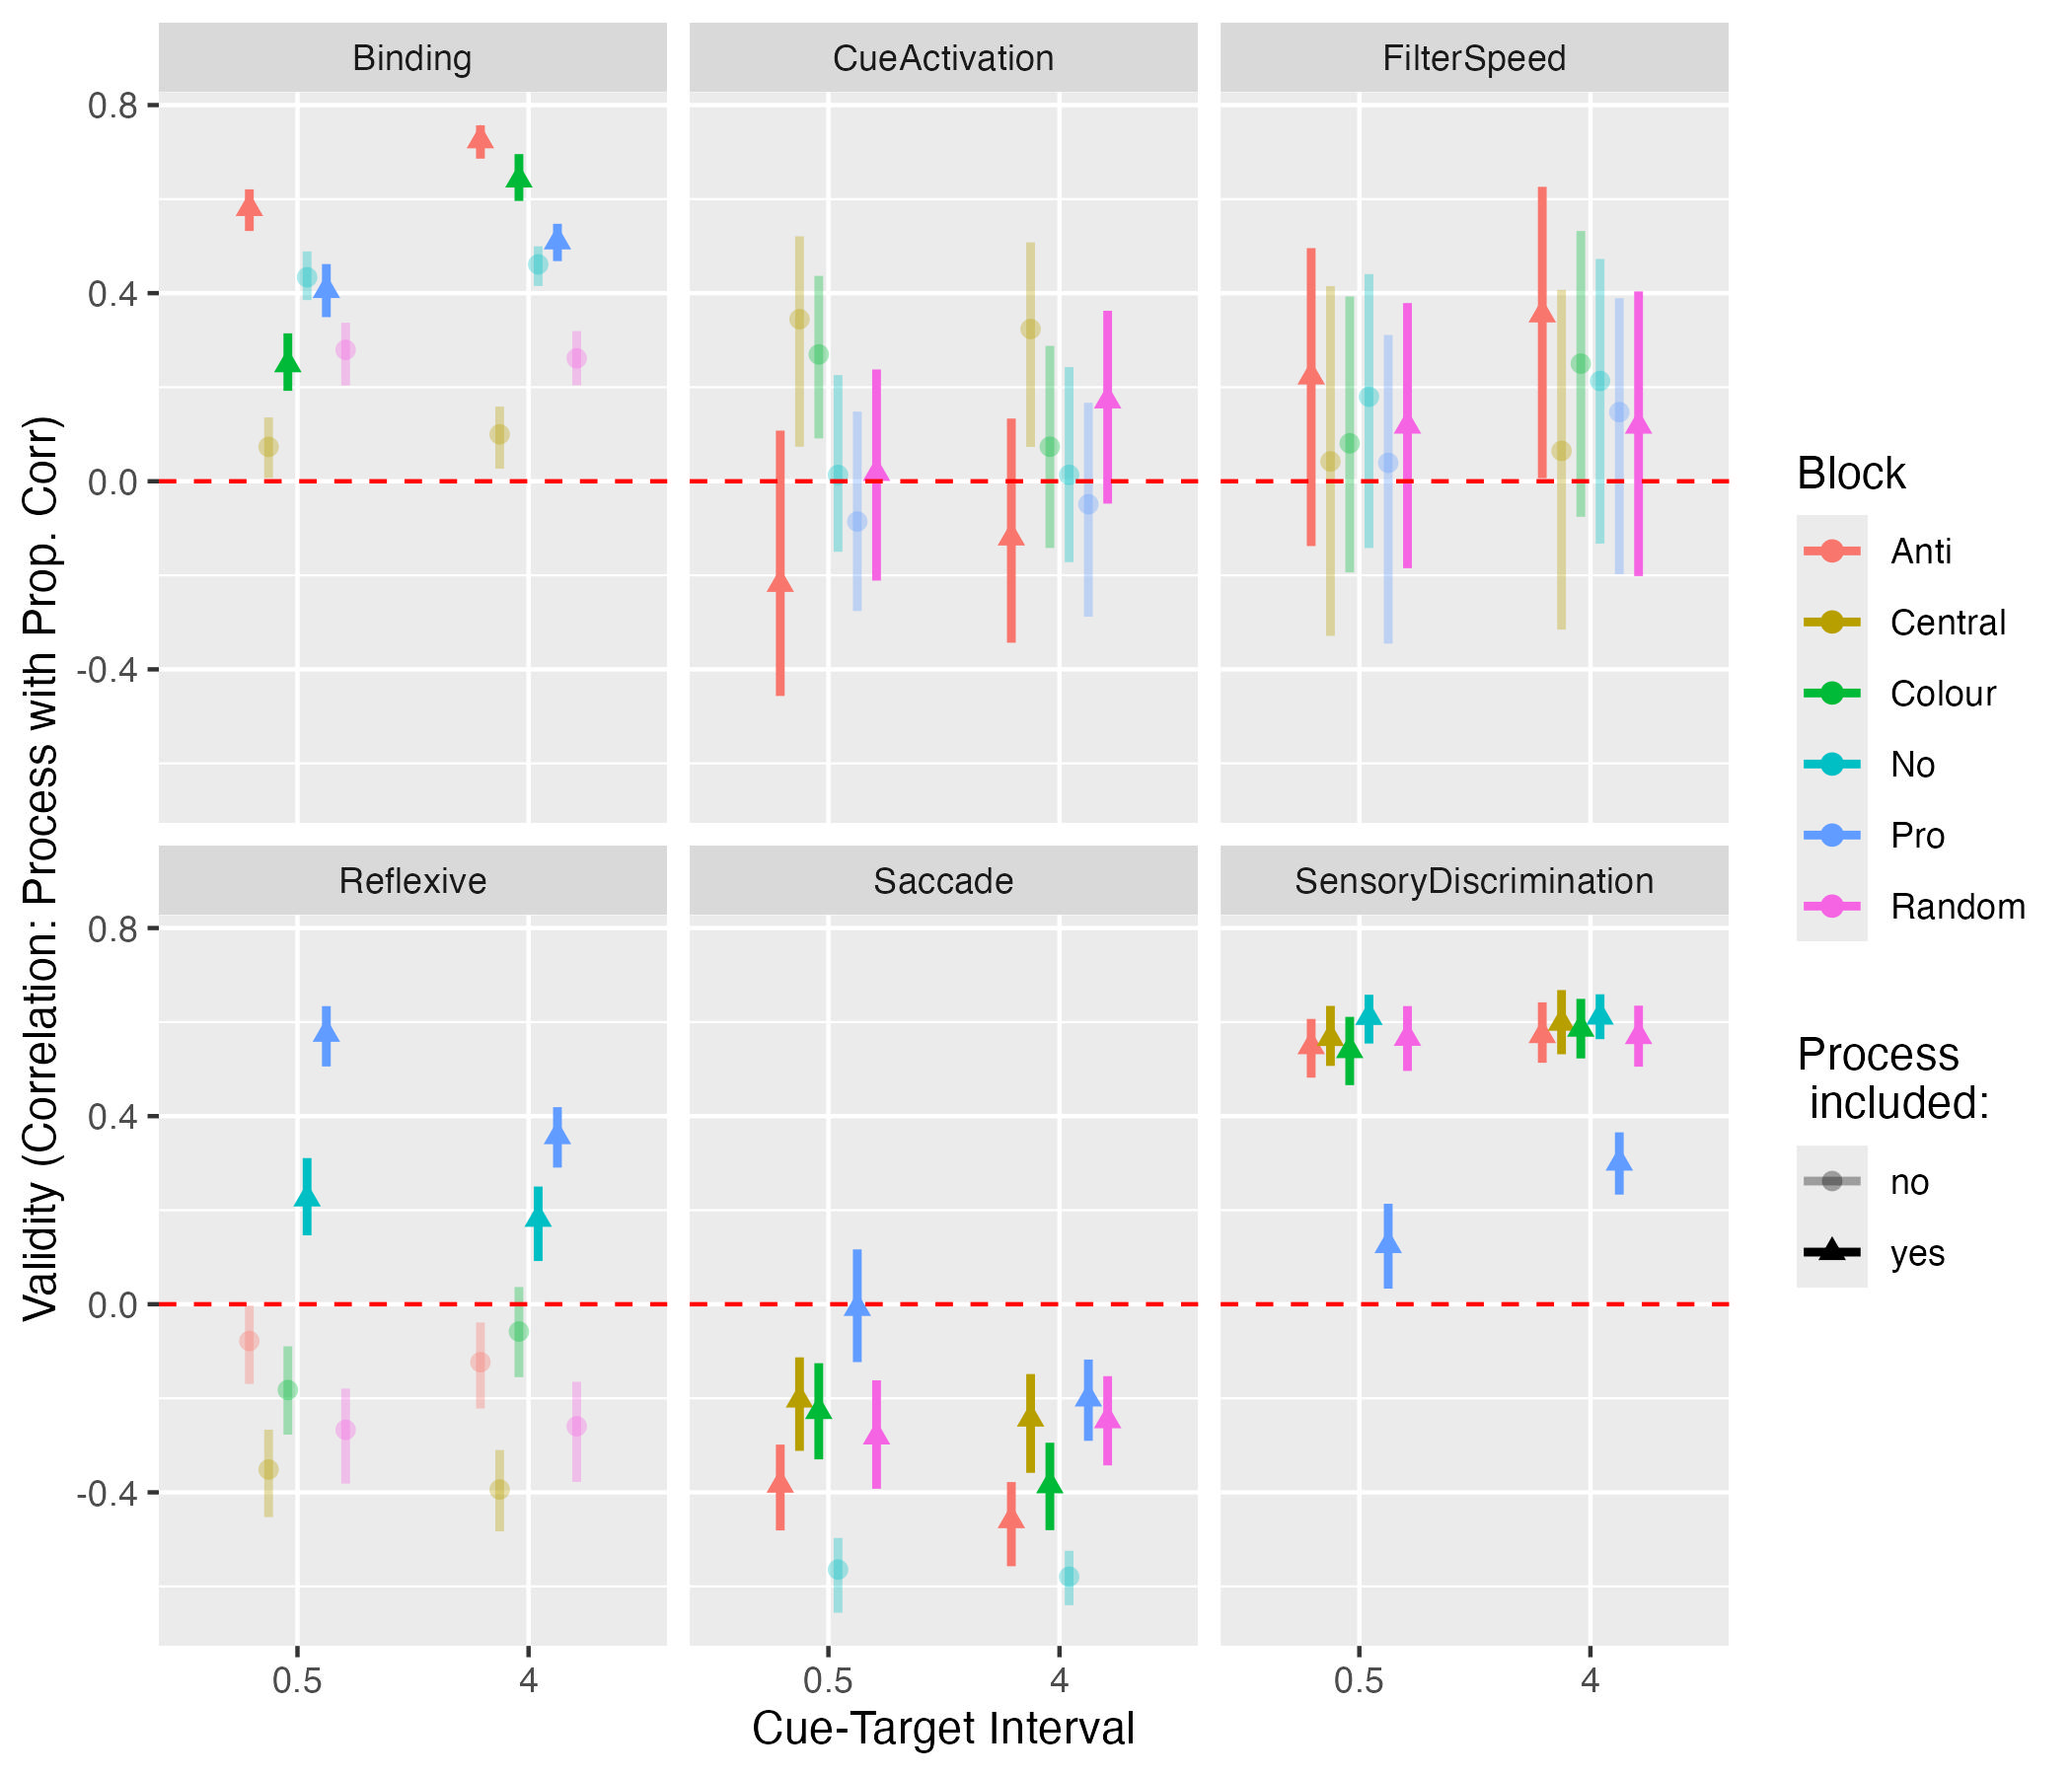 Binding
CueActivation
FilterSpeed
0.8
0.4
0.0
-0.4
Reflexive
Saccade
SensoryDiscrimination
0.8
0.4
0.0
-0.4
0.5
4
0.5
4
0.5
4
Cue-Target Interval
Validity (Correlation: Process with Prop. Corr)
Block
Anti
Central
Colour
No
Pro
Random
Process
included:
no
yes